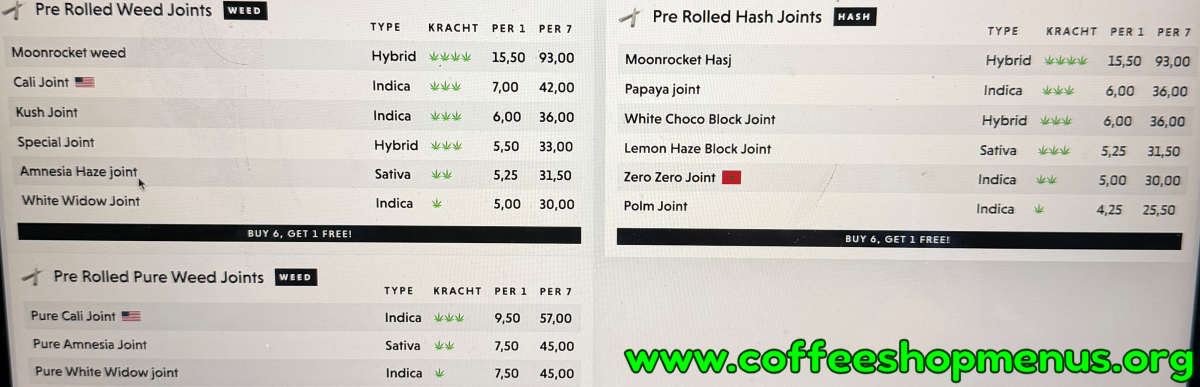 Pre Rolled Weed Joints WEED
TYPE KRACHT PER 1 PER 7
Moonrocket weed Hybrid 15,50 93,00
Cali Joint Indica 7,00 42,00
Kush Joint Indica 6,00 36,00
Special Joint Hybrid 5,50 33,00
Amnesia Haze joint Sativa 5,25 31,50
White Widow Joint Indica 5,00 30,00
BUY 6, GET 1 FREE!
Pre Rolled Pure Weed Joints WEED
TYPE KRACHT PER 1 PER 7
Pure Cali Joint Indica 9,50 57,00
Pure Amnesia Joint Sativa 7,50 45,00
Pure White Widow joint Indica 7,50 45,00
Pre Rolled Hash Joints HASH
TYPE KRACHT PER 1 PER 7
Moonrocket Hasj Hybrid 15,50 93,00
Papaya joint Indica 6,00 36,00
White Choco Block Joint Hybrid 6,00 36,00
Lemon Haze Block Joint Sativa 5,25 31,50
Zero Zero Joint Indica 5,00 30,00
Polm Joint Indica 4,25 25,50
BUY 6, GET 1 FREE!
www.coffeeshopmenus.org